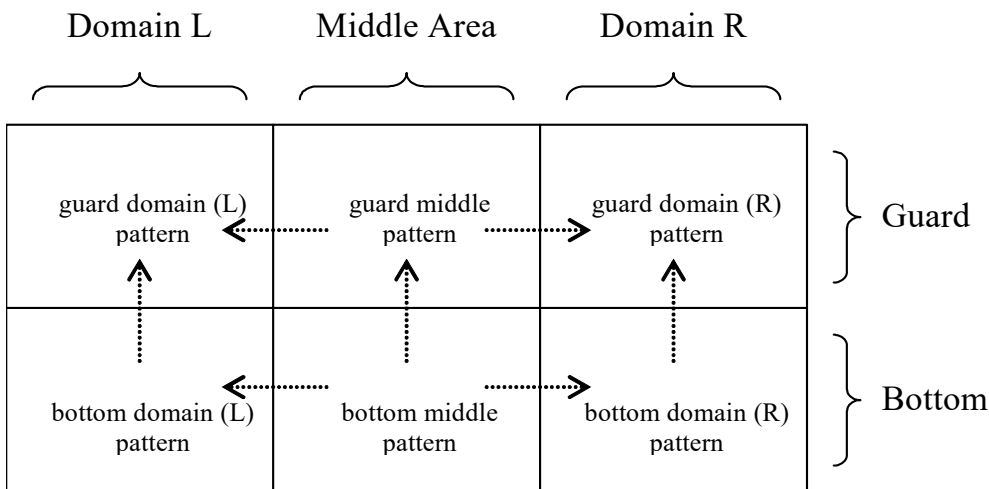 Domain L
Middle Area
Domain R
guard domain (L)
pattern
guard middle
pattern
guard domain (R)
pattern
Guard
bottom domain (L)
pattern
bottom middle
pattern
bottom domain (R)
pattern
Bottom